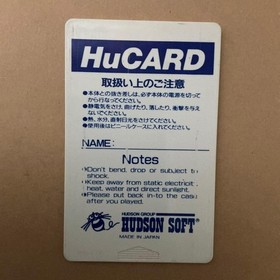 HuCARD
取扱い上のご注意
●本体との抜き差しは、必ず本体の電源を切って
から行なってください。
●静電気をさけ、曲げたり、落したり、衝撃を与え
ないでください。
●熱、水分、直射日光をさけてください。
●使用後はビニールケースに入れてください。
NAME:
Notes
Don't bend, drop or subject to
shock.
Keep away from static electricit
heat, water and direct sunlight.
Please put back in to the cas
after you played.
HUDSON GROUP
HUDSON SOFT
MADE IN JAPAN